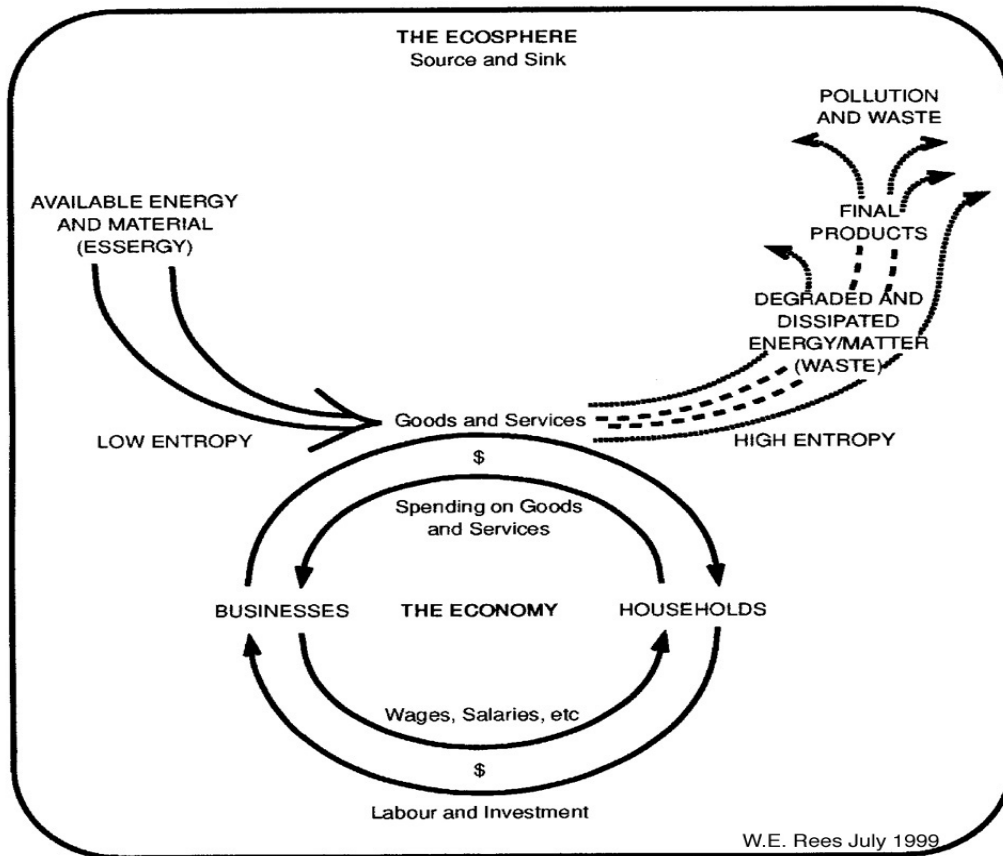 THE ECOSPHERE
Source and Sink
POLLUTION
AND WASTE
AVAILABLE ENERGY
AND MATERIAL
(ESSERGY)
FINAL
PRODUCTS
DEGRADED AND
DISSIPATED
ENERGY/MATTER
(WASTE)
LOW ENTROPY
Goods and Services
HIGH ENTROPY
$
Spending on Goods
and Services
BUSINESSES
THE ECONOMY
HOUSEHOLDS
Wages, Salaries, etc
$
Labour and Investment
W.E. Rees July 1999